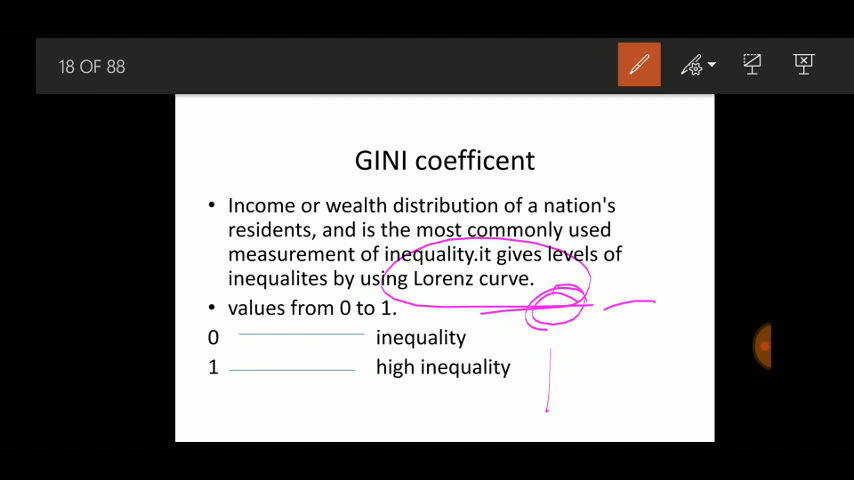 18 OF 88
GINI coefficent
• Income or wealth distribution of a nation's
residents, and is the most commonly used
measurement of inequality.it gives levels of
inequalites by using Lorenz curve.
• values from 0 to 1.
0 inequality
1 high inequality